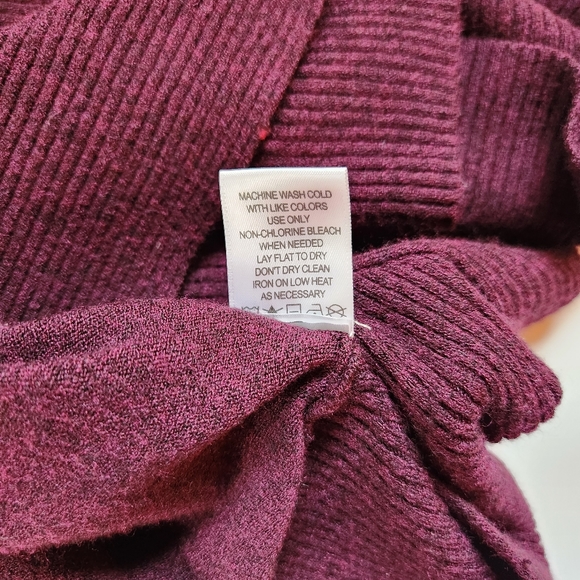 MACHINE WASH COLD
WITH LIKE COLORS
USE ONLY
NON-CHLORINE BLEACH
WHEN NEEDED
LAY FLAT TO DRY
DON'T DRY CLEAN
IRON ON LOW HEAT
AS NECESSARY